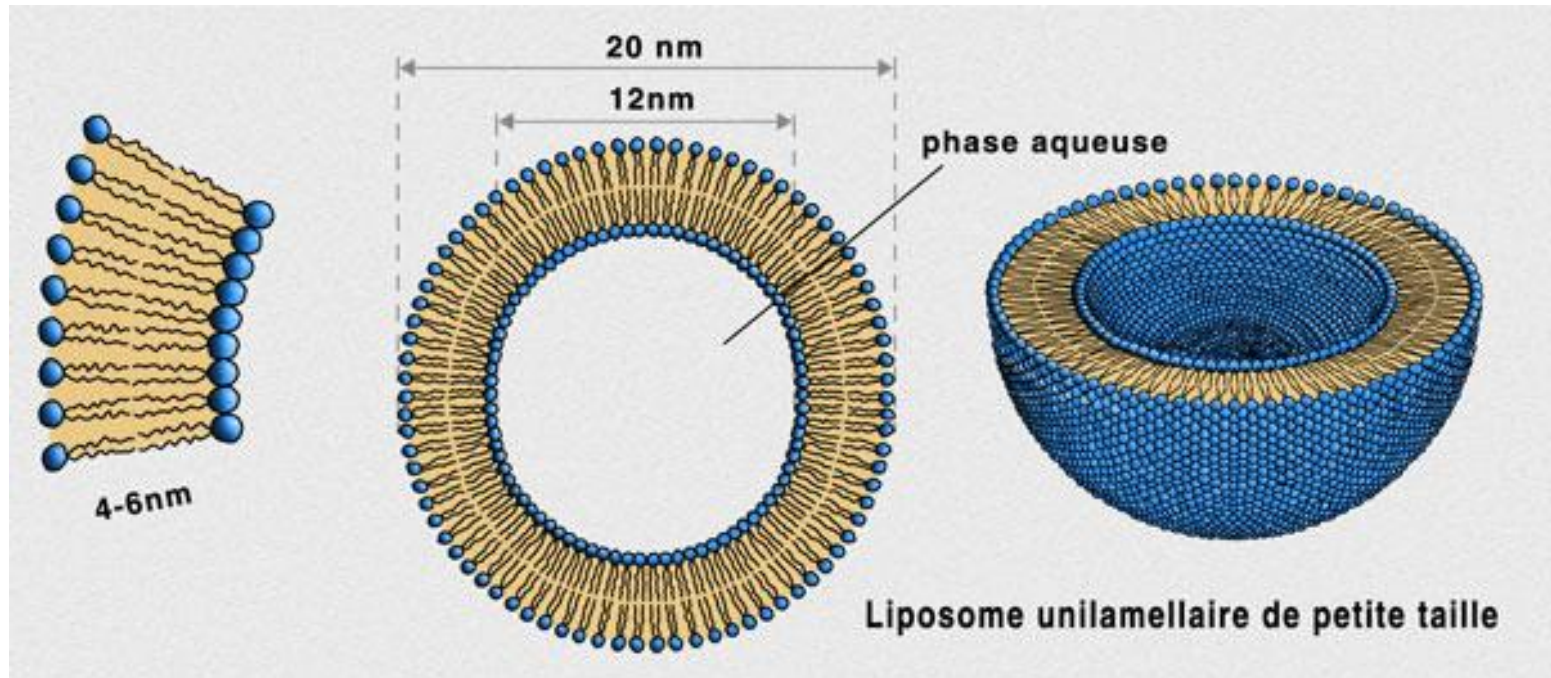 20 nm
12nm
phase aqueuse
4-6nm
Liposome unilamellaire de petite taille